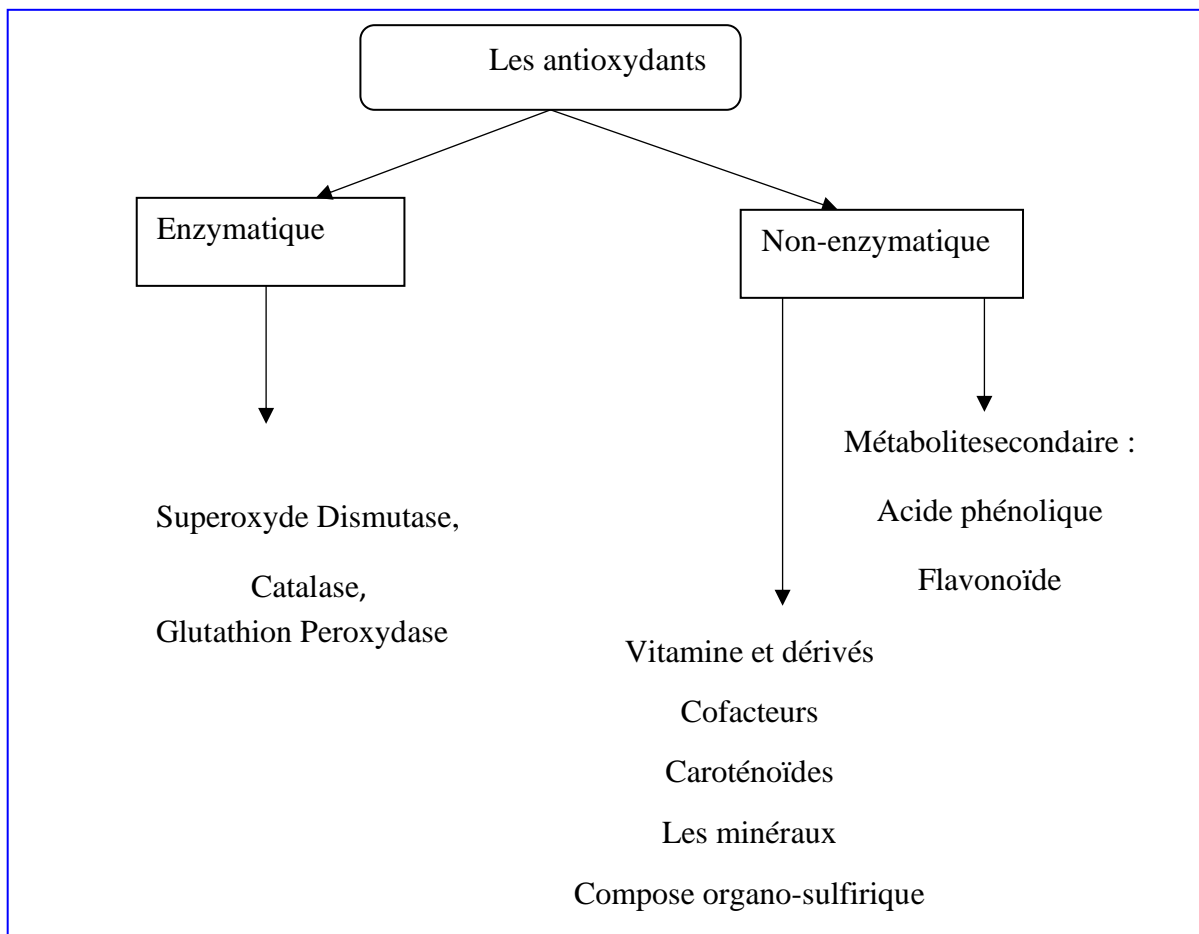 Les antioxydants
Enzymatique
Non-enzymatique
Superoxyde Dismutase,
Catalase,
Glutathion Peroxydase
Métabolitesecondaire :
Acide phénolique
Flavonoïde
Vitamine et dérivés
Cofacteurs
Caroténoïdes
Les minéraux
Compose organo-sulfirique